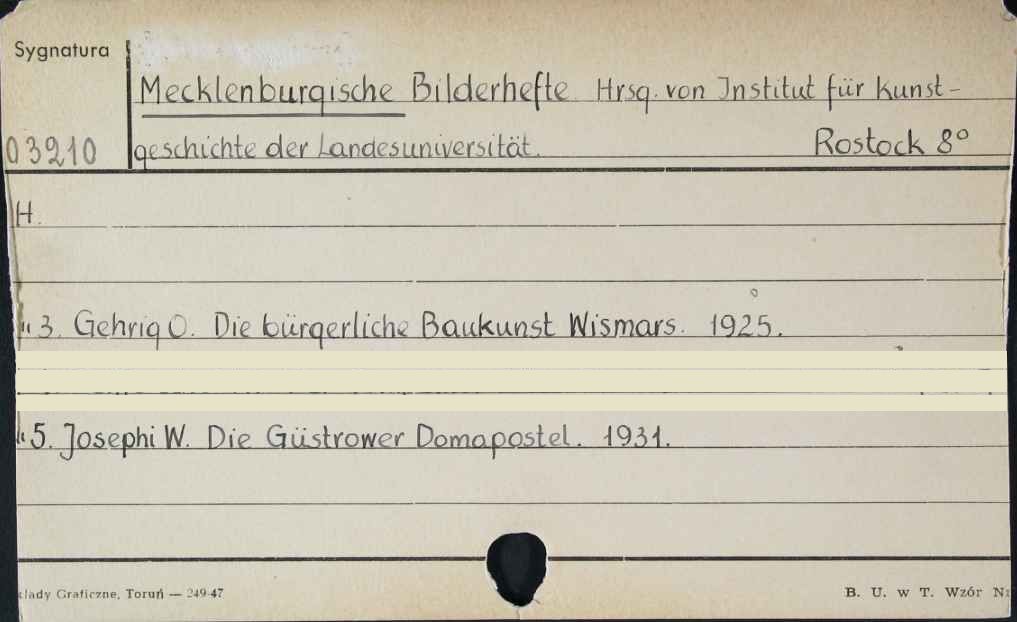 Sygnatura
Mecklenburgische Bilderhefte. Hrsg. von Institut für Kunst-
03210 geschichte der Landesuniversität. Rostock 8°
H.
" 3. Gehrig O. Die bürgerliche Baukunst Wismars. 1925.
" 5. Josephi W. Die Güstrower Domapostel. 1931.
Graficzne, Toruń — 249-47 B. U. w T. Wzór